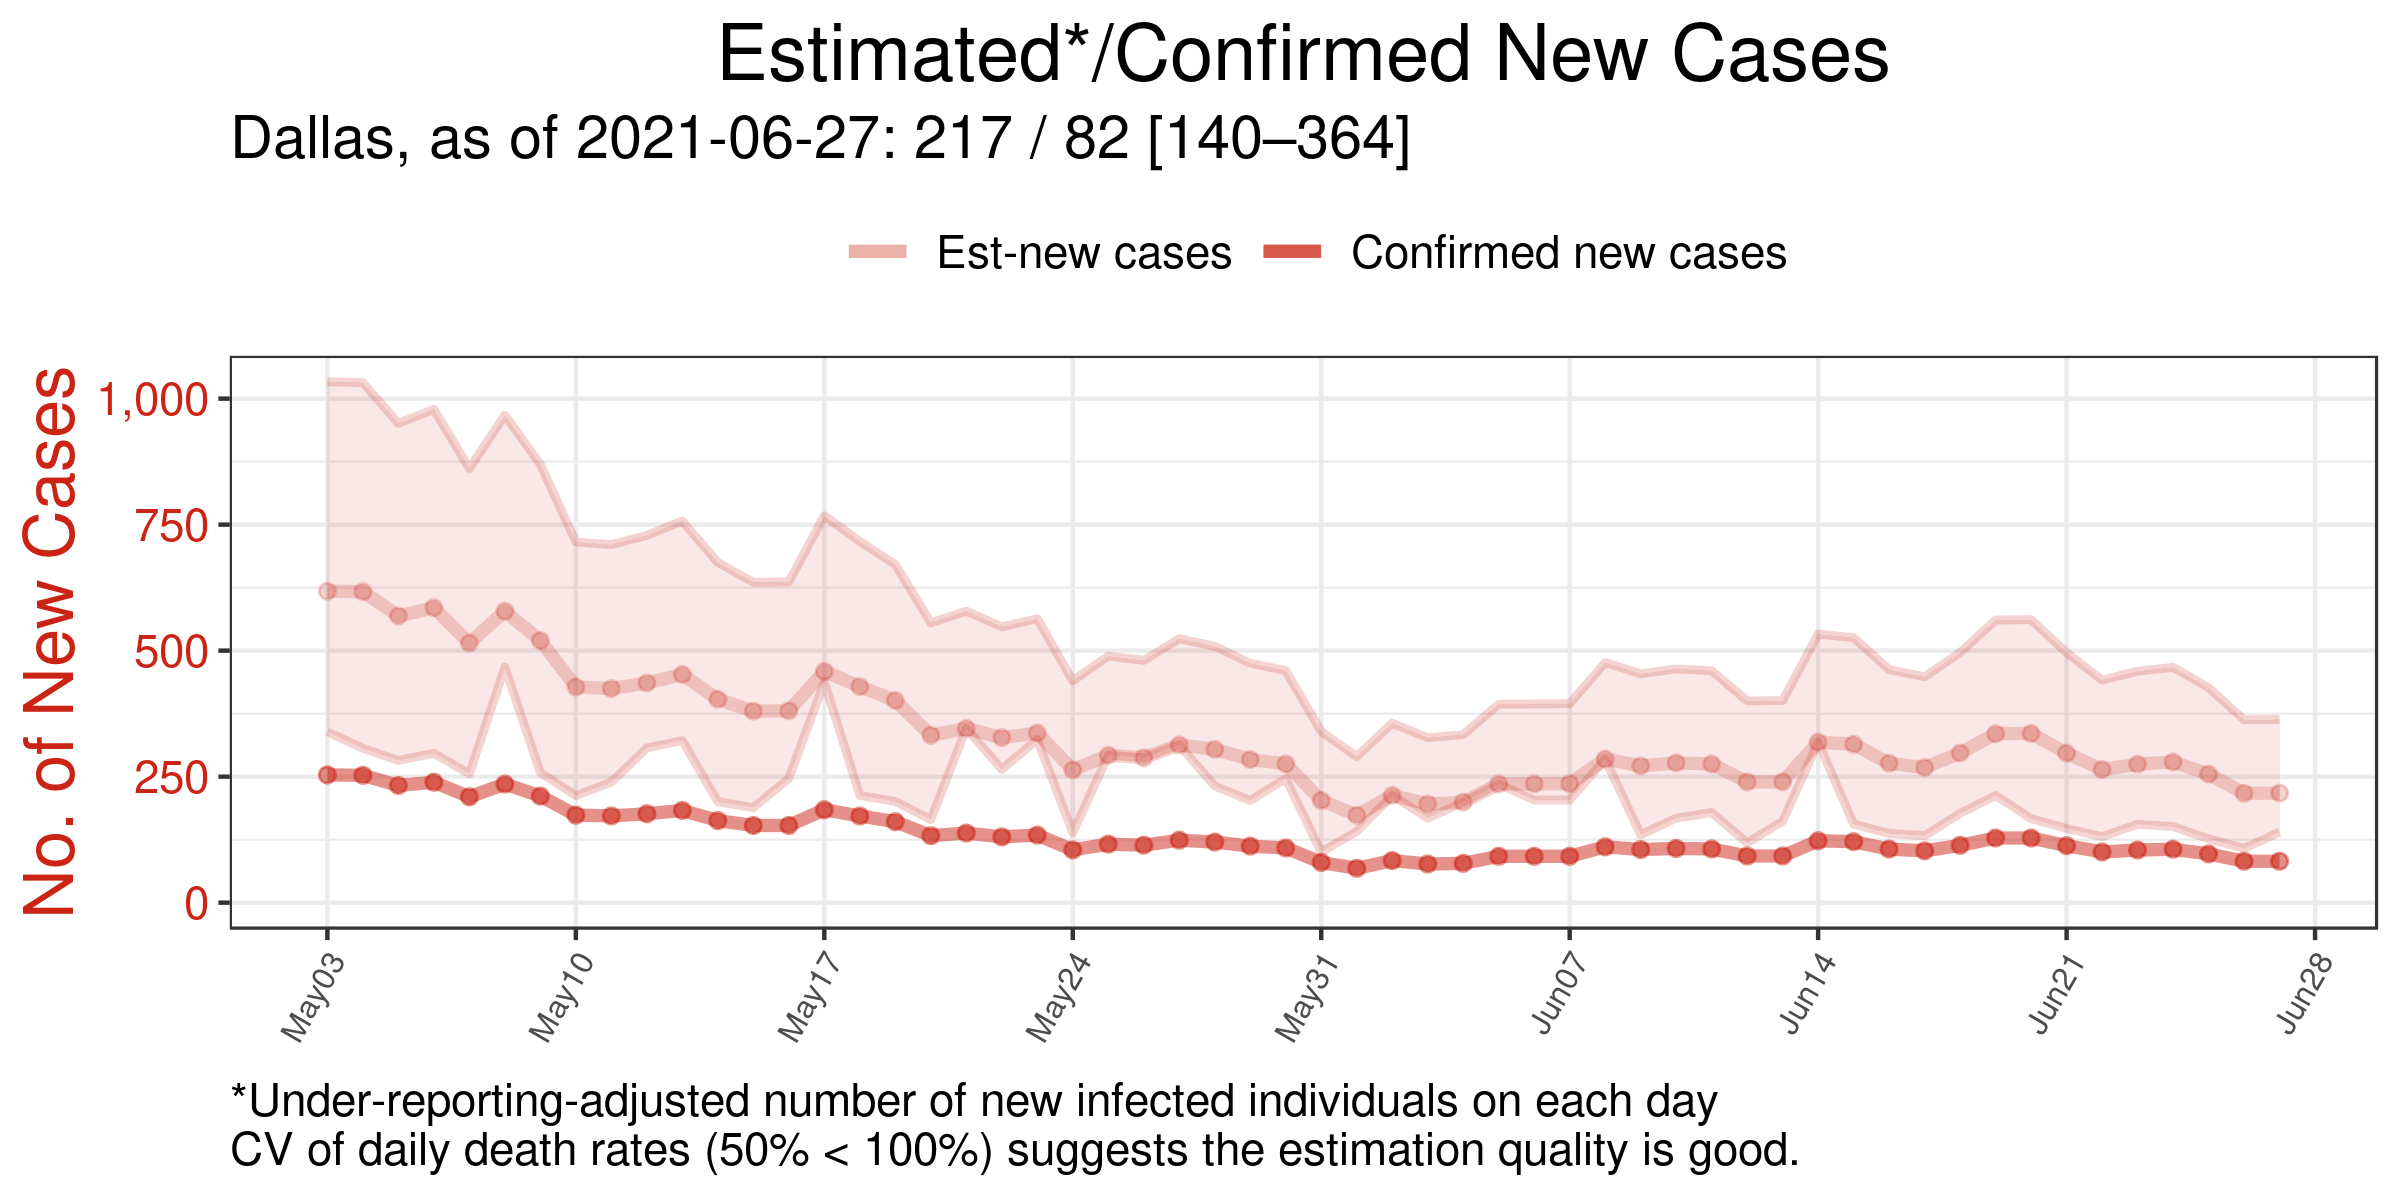 Estimated*/Confirmed New Cases
Dallas, as of 2021-06-27: 217 / 82 [140–364]
Est-new cases
Confirmed new cases
No. of New Cases
1,000
750
500
250
0
May03
May10
May17
May24
May31
Jun07
Jun14
Jun21
Jun28
*Under-reporting-adjusted number of new infected individuals on each day
CV of daily death rates (50% < 100%) suggests the estimation quality is good.